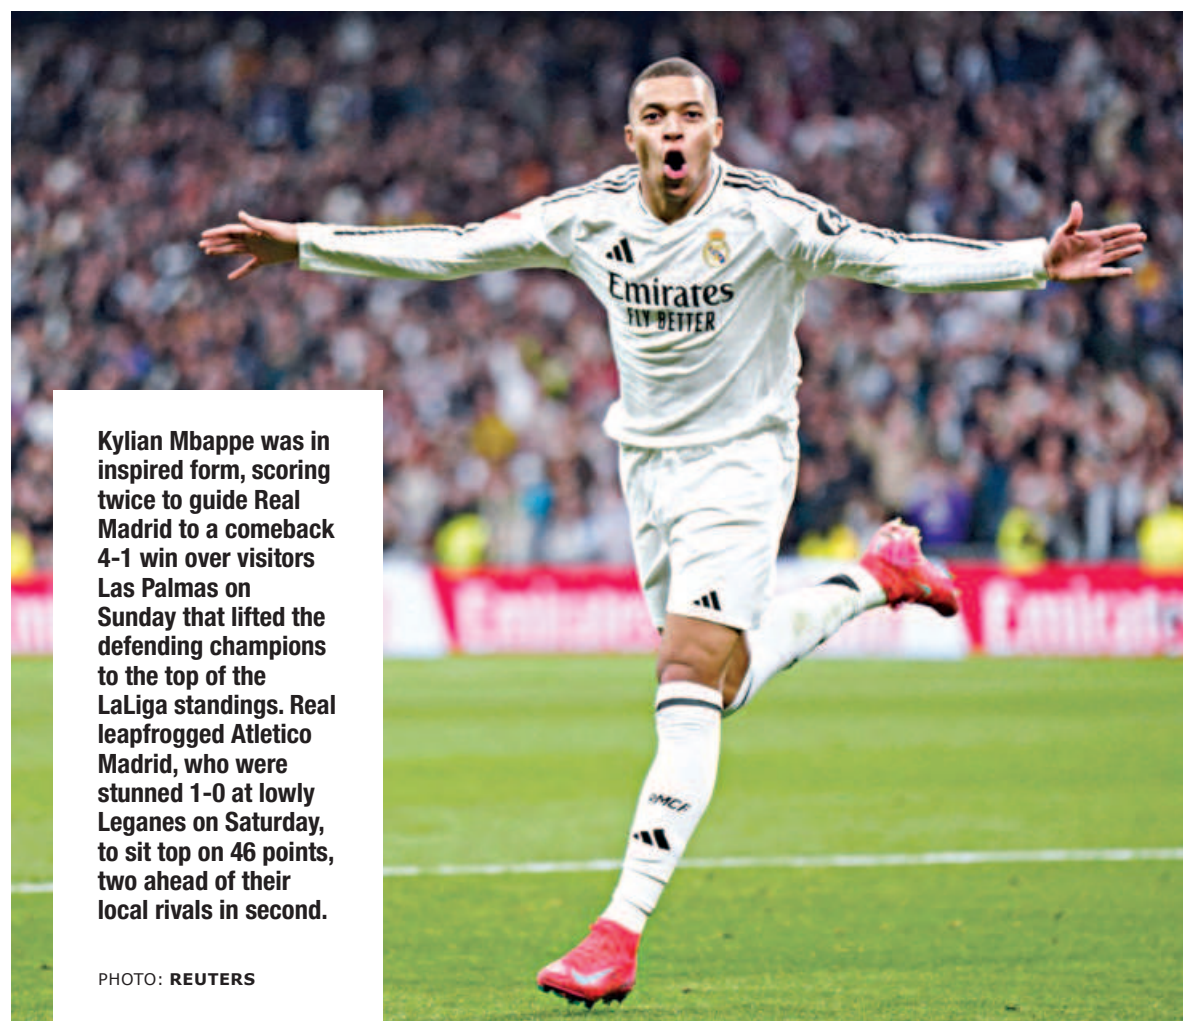 Emirates
FLY BETTER
Kylian Mbappe was in
inspired form, scoring
twice to guide Real
Madrid to a comeback
4-1 win over visitors
Las Palmas on
Sunday that lifted the
defending champions
to the top of the
LaLiga standings. Real
leapfrogged Atletico
Madrid, who were
stunned 1-0 at lowly
Leganes on Saturday,
to sit top on 46 points,
two ahead of their
local rivals in second.
PHOTO: REUTERS
Emirates
Emirates
RMCF